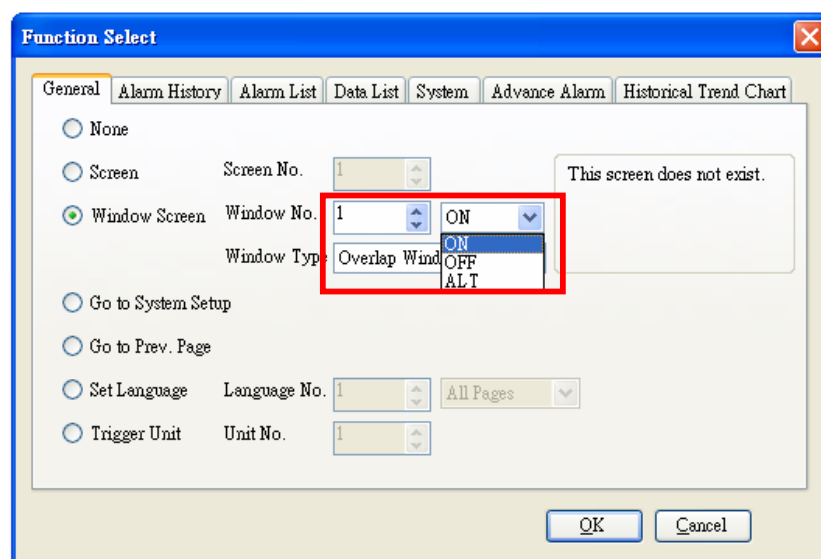 Function Select
General Alarm History Alarm List Data List System Advance Alarm Historical Trend Chart
None
Screen Screen No. 1 This screen does not exist.
Window Screen Window No. 1 ON
ON
Window Type Overlap Wind OFF
ALT
Go to System Setup
Go to Prev. Page
Set Language Language No. 1 All Pages
Trigger Unit Unit No. 1
OK Cancel